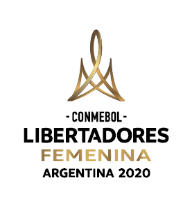 - CONMEBOL -
LIBERTADORES
FEMENINA
ARGENTINA 2020